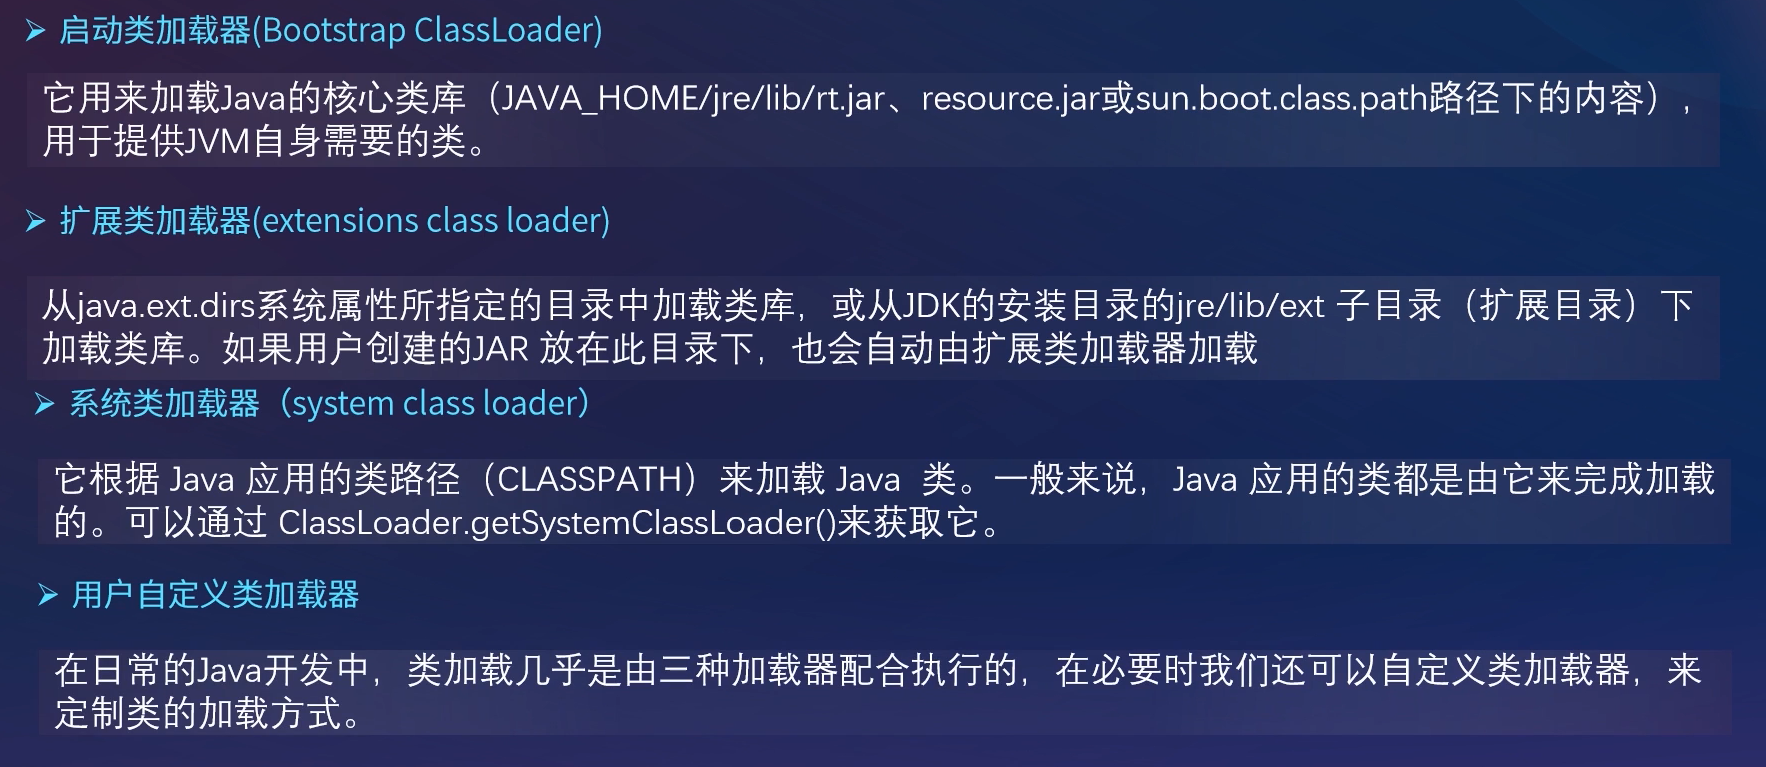 ➢ 启动类加载器(Bootstrap ClassLoader)
它用来加载Java的核心类库（JAVA_HOME/jre/lib/rt.jar、resource.jar或sun.boot.class.path路径下的内容），
用于提供JVM自身需要的类。
➢ 扩展类加载器(extensions class loader)
从java.ext.dirs系统属性所指定的目录中加载类库，或从JDK的安装目录的jre/lib/ext 子目录（扩展目录）下
加载类库。如果用户创建的JAR 放在此目录下，也会自动由扩展类加载器加载
➢ 系统类加载器（system class loader）
它根据 Java 应用的类路径（CLASSPATH）来加载 Java 类。一般来说，Java 应用的类都是由它来完成加载
的。可以通过 ClassLoader.getSystemClassLoader()来获取它。
➢ 用户自定义类加载器
在日常的Java开发中，类加载几乎是由三种加载器配合执行的，在必要时我们还可以自定义类加载器，来
定制类的加载方式。